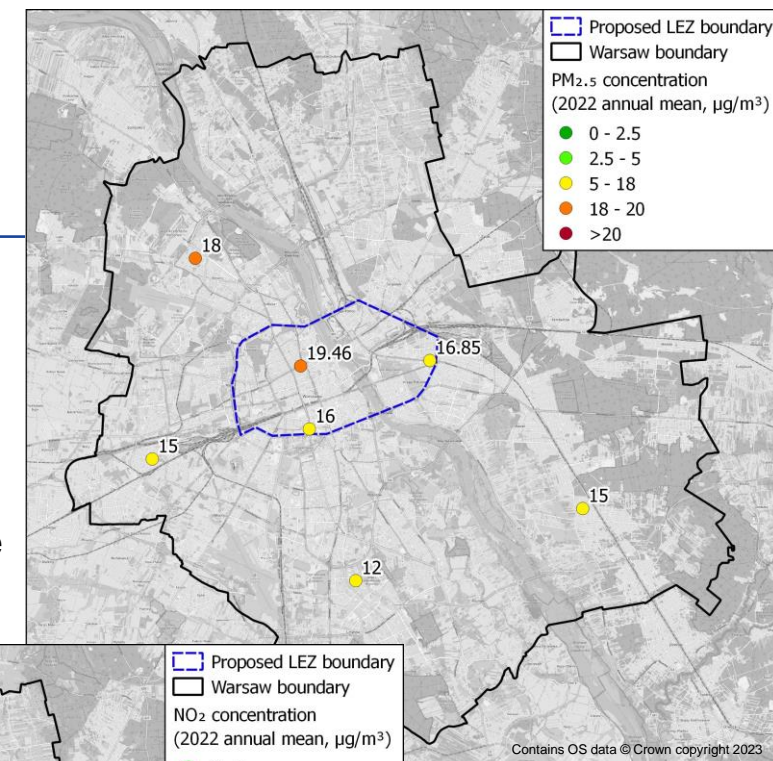 Proposed LEZ boundary
Warsaw boundary
PM₂.₅ concentration
(2022 annual mean, µg/m³)
0 - 2.5
2.5 - 5
5 - 18
18 - 20
>20
18
19.46
16.85
16
15
15
12
e
Proposed LEZ boundary
Warsaw boundary
NO₂ concentration
(2022 annual mean, µg/m³)
Contains OS data © Crown copyright 2023